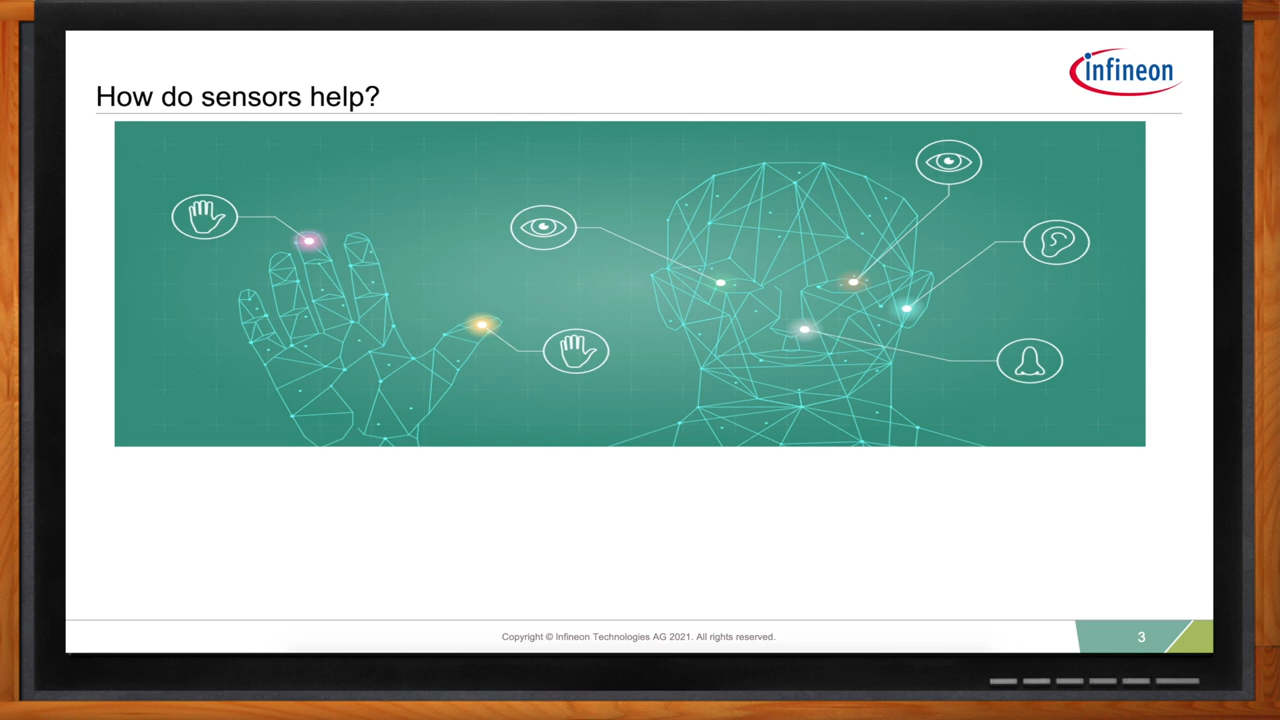 infineon
How do sensors help?
Copyright © Infineon Technologies AG 2021. All rights reserved.
3